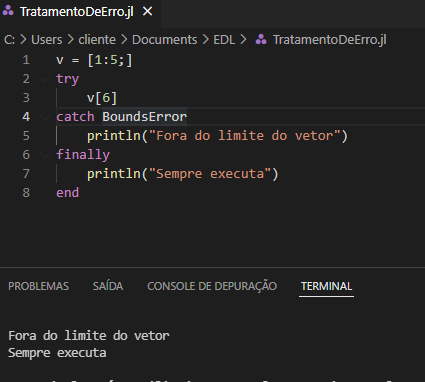 TratamentoDeErro.jl ×
C: > Users > cliente > Documents > EDL > TratamentoDeErro.jl
1 v = [1:5;]
2 try
3 v[6]
4 catch BoundsError
5 println("Fora do limite do vetor")
6 finally
7 println("Sempre executa")
8 end
PROBLEMAS SAÍDA CONSOLE DE DEPURAÇÃO TERMINAL
Fora do limite do vetor
Sempre executa